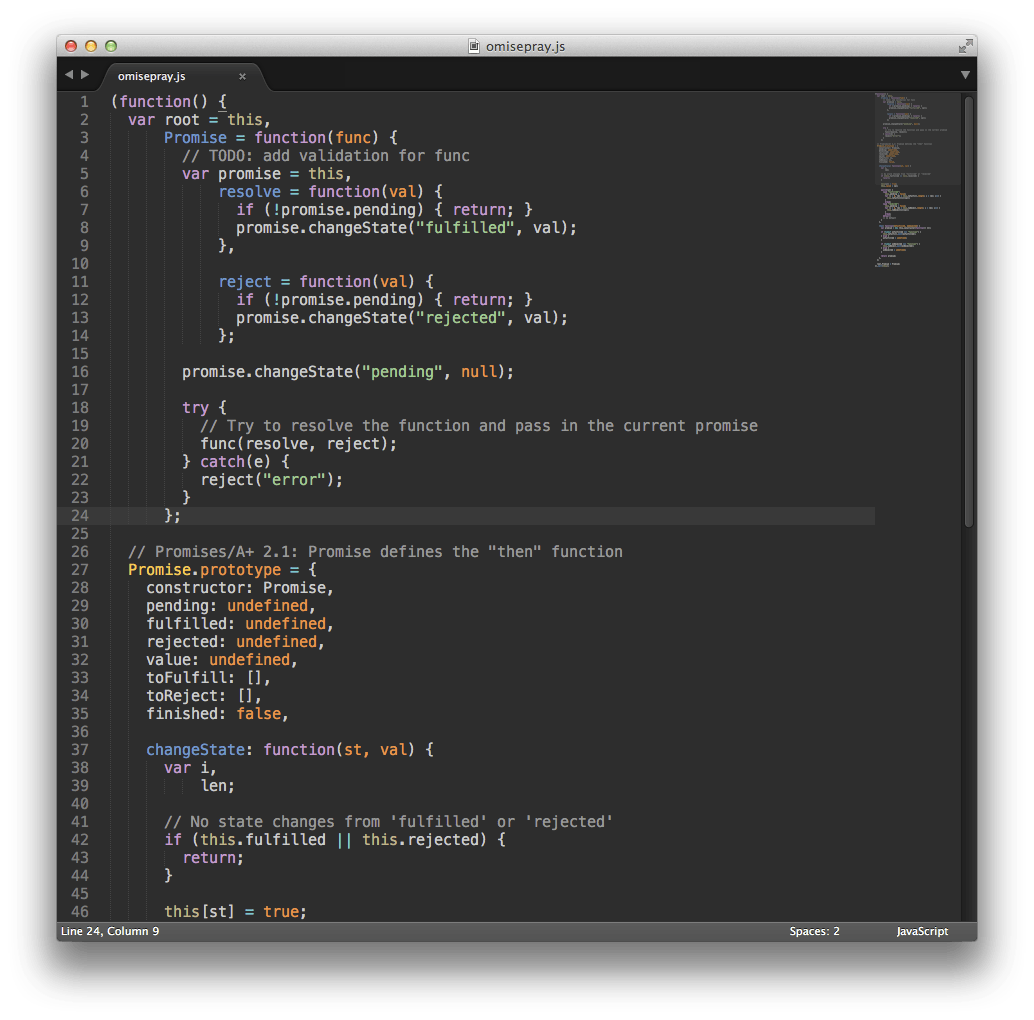 omisepray.js
omisepray.js ×
1 (function() {
2   var root = this,
3       Promise = function(func) {
4         // TODO: add validation for func
5         var promise = this,
6             resolve = function(val) {
7               if (!promise.pending) { return; }
8               promise.changeState("fulfilled", val);
9             },
10
11             reject = function(val) {
12               if (!promise.pending) { return; }
13               promise.changeState("rejected", val);
14             };
15
16         promise.changeState("pending", null);
17
18         try {
19           // Try to resolve the function and pass in the current promise
20           func(resolve, reject);
21         } catch(e) {
22           reject("error");
23         }
24       };
25
26   // Promises/A+ 2.1: Promise defines the "then" function
27   Promise.prototype = {
28     constructor: Promise,
29     pending: undefined,
30     fulfilled: undefined,
31     rejected: undefined,
32     value: undefined,
33     toFulfill: [],
34     toReject: [],
35     finished: false,
36
37     changeState: function(st, val) {
38       var i,
39           len;
40
41       // No state changes from 'fulfilled' or 'rejected'
42       if (this.fulfilled || this.rejected) {
43         return;
44       }
45
46       this[st] = true;
Line 24, Column 9 Spaces: 2 JavaScript